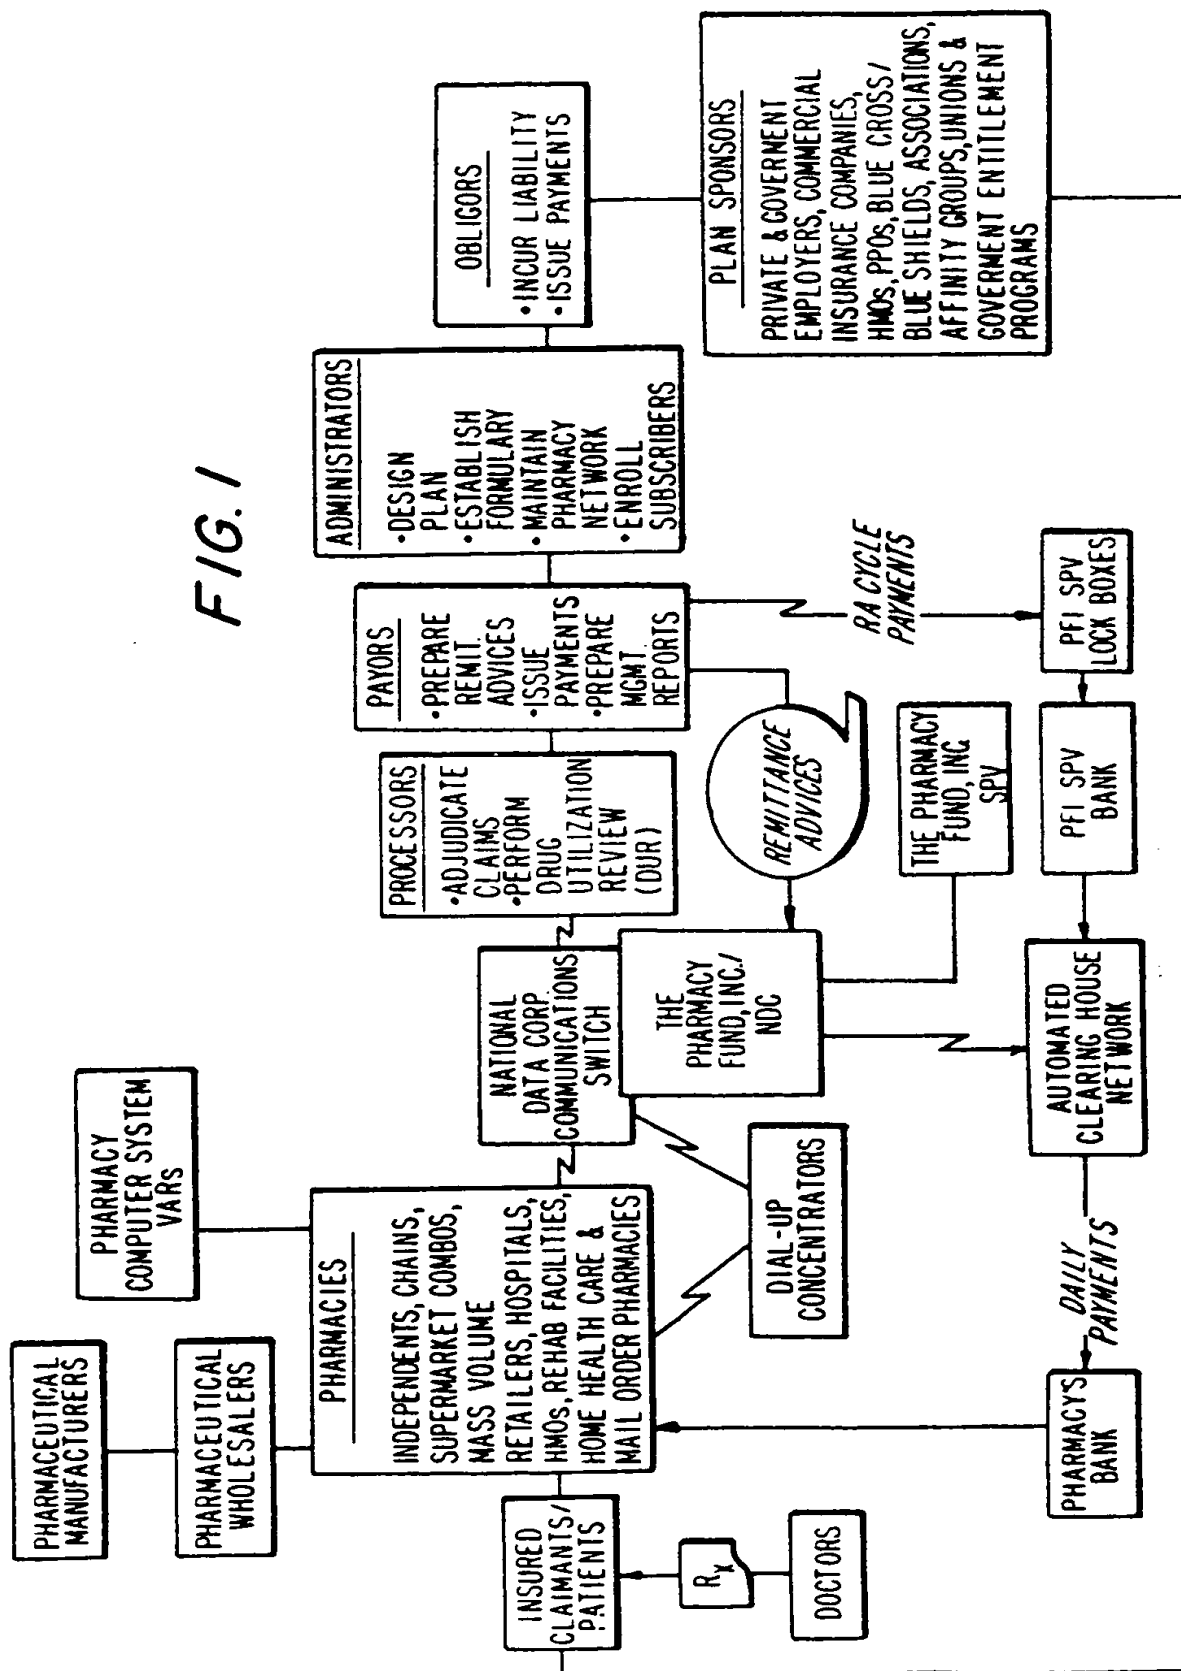 FIG. 1
PHARMACEUTICAL
MANUFACTURERS
PHARMACEUTICAL
WHOLESALERS
PHARMACY
COMPUTER SYSTEM
VARs
PHARMACIES
INDEPENDENTS, CHAINS,
SUPERMARKET COMBOS,
MASS VOLUME
RETAILERS, HOSPITALS,
HMOs, REHAB FACILITIES,
HOME HEALTH CARE &
MAIL ORDER PHARMACIES
INSURED
CLAIMANTS/
PATIENTS
Rx
DOCTORS
NATIONAL
DATA CORP.
COMMUNICATIONS
SWITCH
THE
PHARMACY
FUND, INC./
NDC
DIAL-UP
CONCENTRATORS
PROCESSORS
•ADJUDICATE
CLAIMS
•PERFORM
DRUG
UTILIZATION
REVIEW
(DUR)
PAYORS
•PREPARE
REMIT.
ADVICES
•ISSUE
PAYMENTS
•PREPARE
MGMT.
REPORTS
ADMINISTRATORS
•DESIGN
PLAN
•ESTABLISH
FORMULARY
•MAINTAIN
PHARMACY
NETWORK
•ENROLL
SUBSCRIBERS
OBLIGORS
•INCUR LIABILITY
•ISSUE PAYMENTS
PLAN SPONSORS
PRIVATE & GOVERMENT
EMPLOYERS, COMMERCIAL
INSURANCE COMPANIES,
HMOs, PPOs, BLUE CROSS/
BLUE SHIELDS, ASSOCIATIONS,
AFFINITY GROUPS, UNIONS &
GOVERMENT ENTITLEMENT
PROGRAMS
REMITTANCE
ADVICES
RA CYCLE
PAYMENTS
THE PHARMACY
FUND, INC.
SPV
PFI SPV
LOCK BOXES
PFI SPV
BANK
AUTOMATED
CLEARING HOUSE
NETWORK
DAILY
PAYMENTS
PHARMACYS
BANK